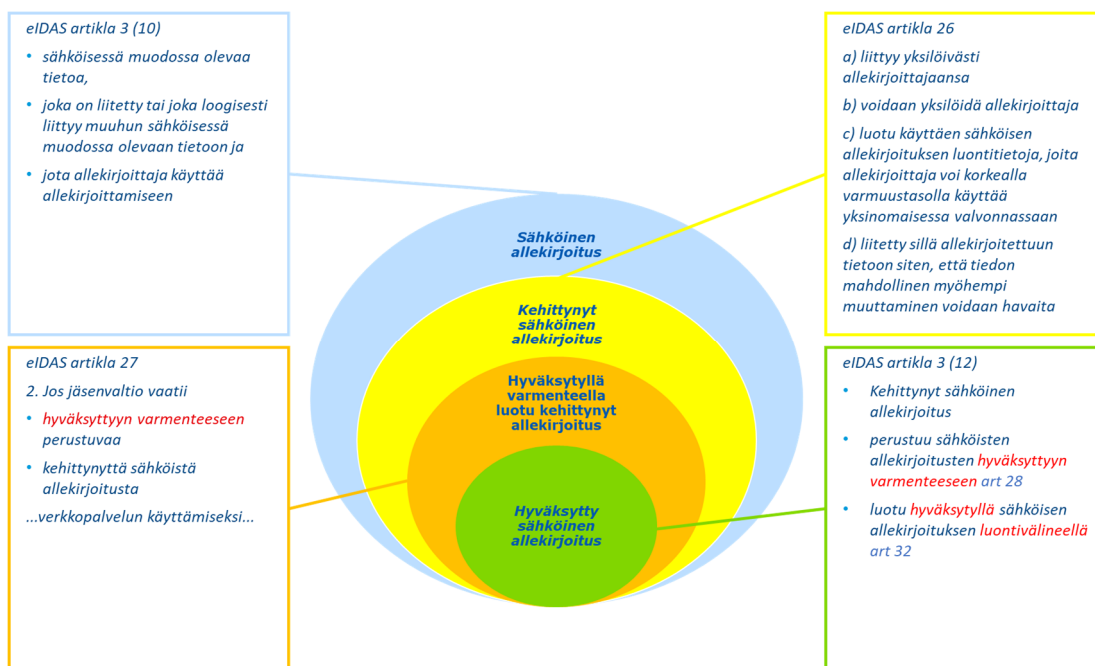 eIDAS artikla 3 (10)
• sähköisessä muodossa olevaa
tietoa,
• joka on liitetty tai joka loogisesti
liittyy muuhun sähköisessä
muodossa olevaan tietoon ja
• jota allekirjoittaja käyttää
allekirjoittamiseen
eIDAS artikla 26
a) liittyy yksilöivästi
allekirjoittajaansa
b) voidaan yksilöidä allekirjoittaja
c) luotu käyttäen sähköisen
allekirjoituksen luontitietoja, joita
allekirjoittaja voi korkealla
varmuustasolla käyttää
yksinomaisessa valvonnassaan
d) liitetty sillä allekirjoitettuun
tietoon siten, että tiedon
mahdollinen myöhempi
muuttaminen voidaan havaita
Sähköinen
allekirjoitus
Kehittynyt
sähköinen
allekirjoitus
Hyväksytyllä
varmenteella
luotu kehittynyt
allekirjoitus
Hyväksytty
sähköinen
allekirjoitus
eIDAS artikla 27
2. Jos jäsenvaltio vaatii
• hyväksyttyyn varmenteeseen
perustuvaa
• kehittynyttä sähköistä
allekirjoitusta
...verkkopalvelun käyttämiseksi...
eIDAS artikla 3 (12)
• Kehittynyt sähköinen
allekirjoitus
• perustuu sähköisten
allekirjoitusten hyväksyttyyn
varmenteeseen art 28
• luotu hyväksytyllä sähköisen
allekirjoituksen luontivälineellä
art 32